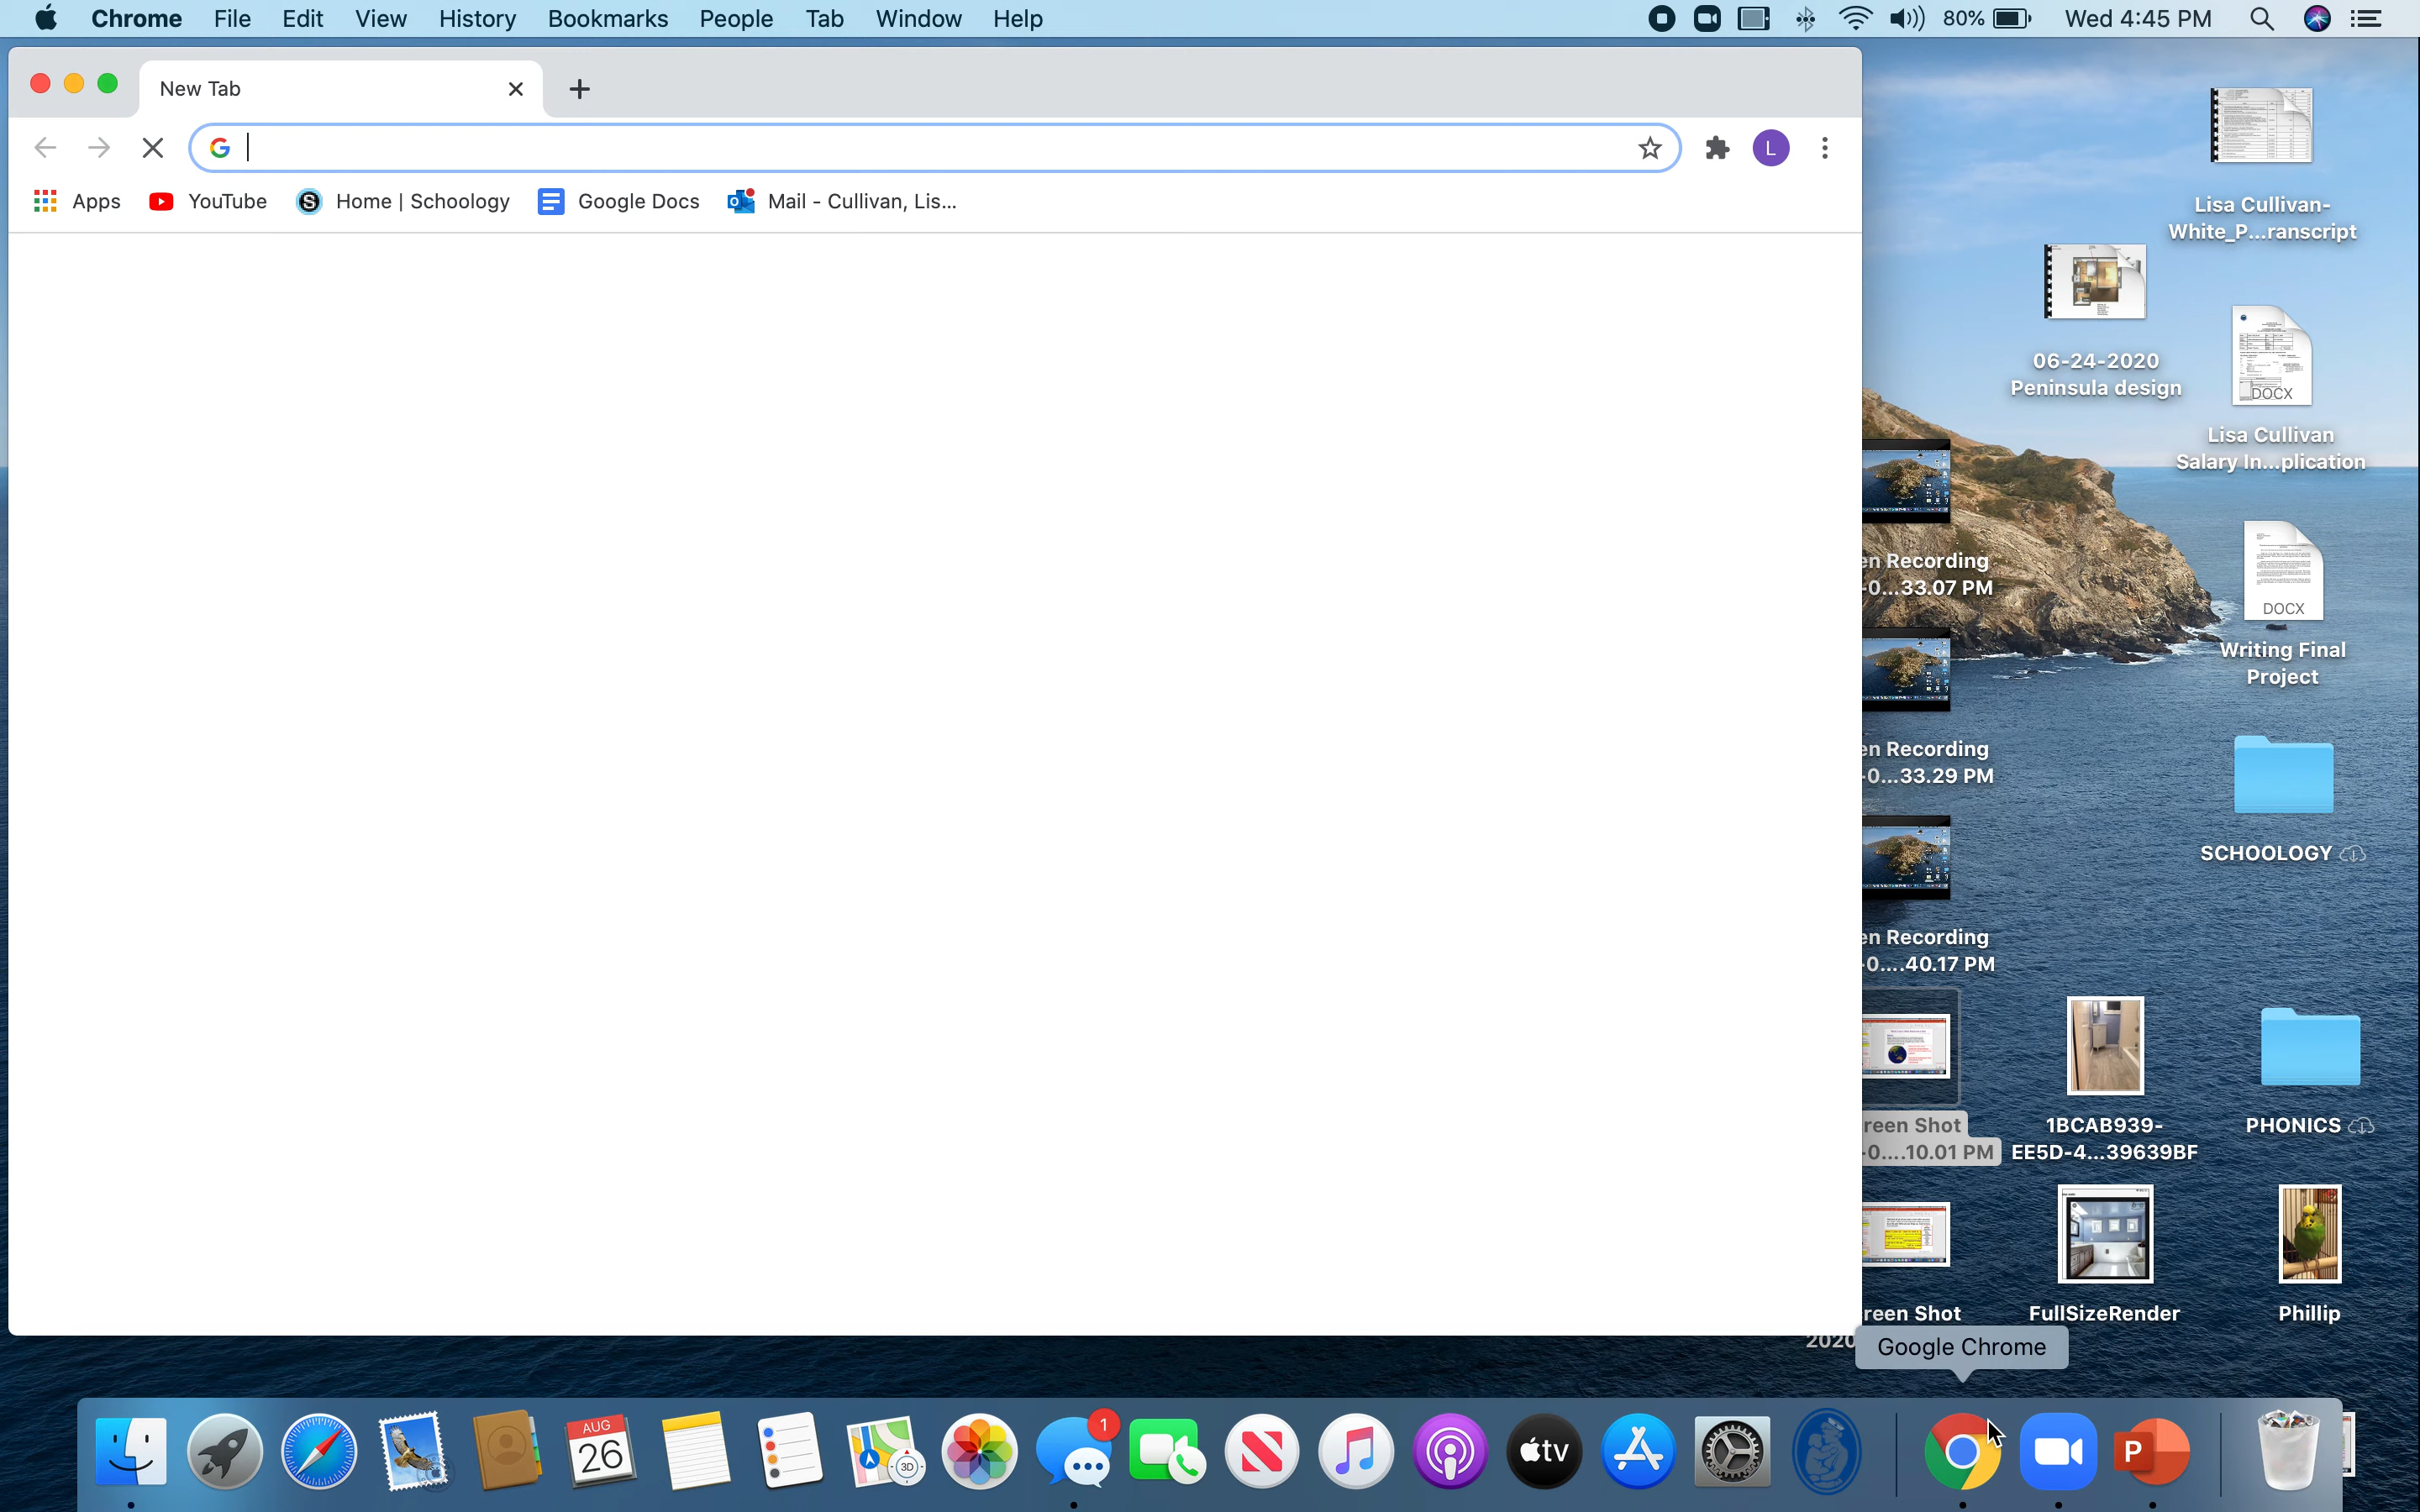 Chrome File Edit View History Bookmarks People Tab Window Help 80% Wed 4:45 PM
New Tab
Apps YouTube Home | Schoology Google Docs Mail - Cullivan, Lis...
L
Lisa Cullivan-
White_P...ranscript
06-24-2020
Peninsula design
DOCX
Lisa Cullivan
Salary In...plication
en Recording
-0...33.07 PM
DOCX
Writing Final
Project
en Recording
-0...33.29 PM
SCHOOLOGY
en Recording
-0....40.17 PM
reen Shot
-0....10.01 PM
1BCAB939-
EE5D-4...39639BF
PHONICS
reen Shot
2020
FullSizeRender
Phillip
Google Chrome
AUG
26
3D
1
tv
P